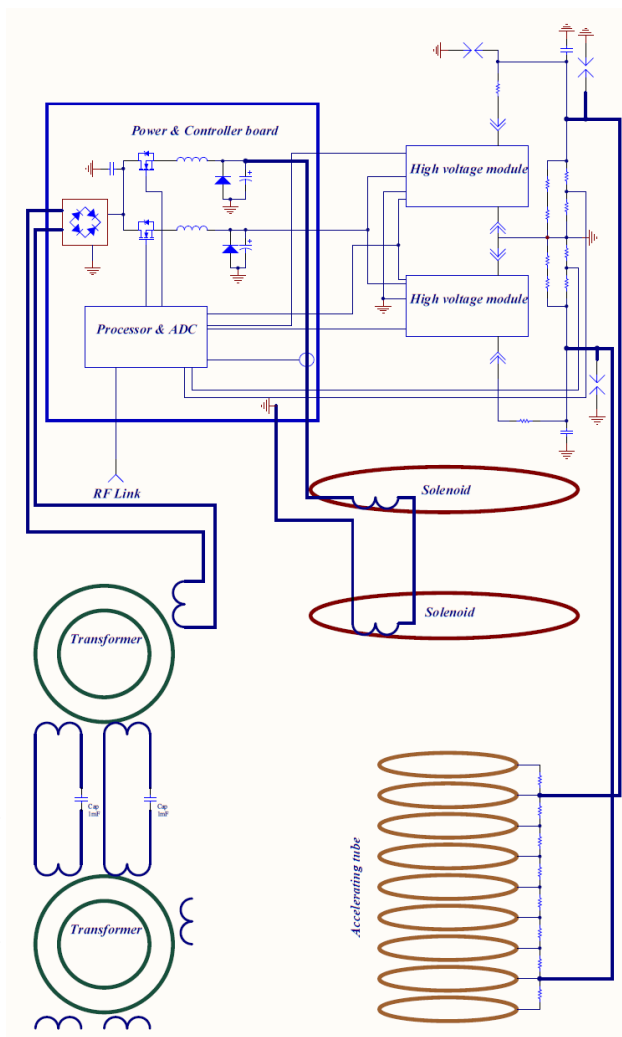 Power & Controller board
High voltage module
High voltage module
Processor & ADC
RF Link
Solenoid
Solenoid
Transformer
Cap
1mF
Cap
1mF
Accelerating tube
Transformer